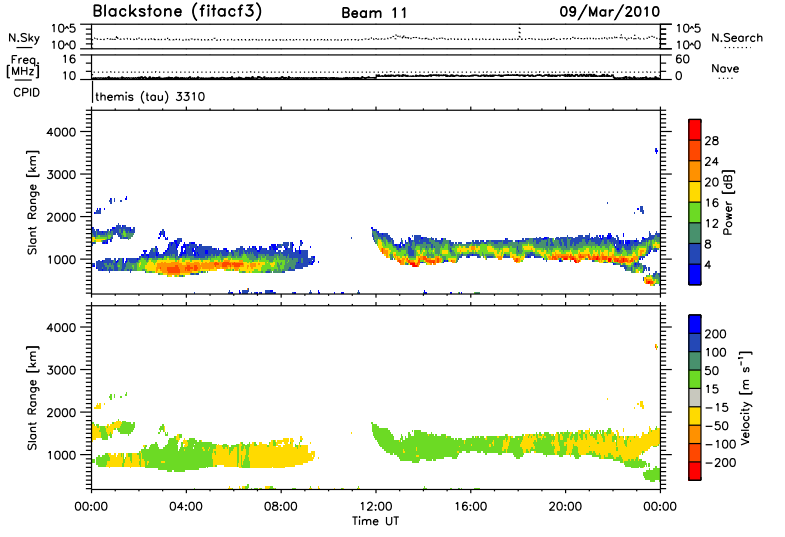 Blackstone (fitacf3) Beam 11 09/Mar/2010
10^5 10^5
N.Sky N.Search
10^0 10^0
Freq. 16 60
[MHz] Nave
10 0
CPID themis (tau) 3310
4000
3000
2000
1000
Slant Range [km]
28
24
20
16
12
8
4
Power [dB]
4000
3000
2000
1000
Slant Range [km]
200
100
50
15
-15
-50
-100
-200
Velocity [m s⁻¹]
00:00 04:00 08:00 12:00 16:00 20:00 00:00
Time UT